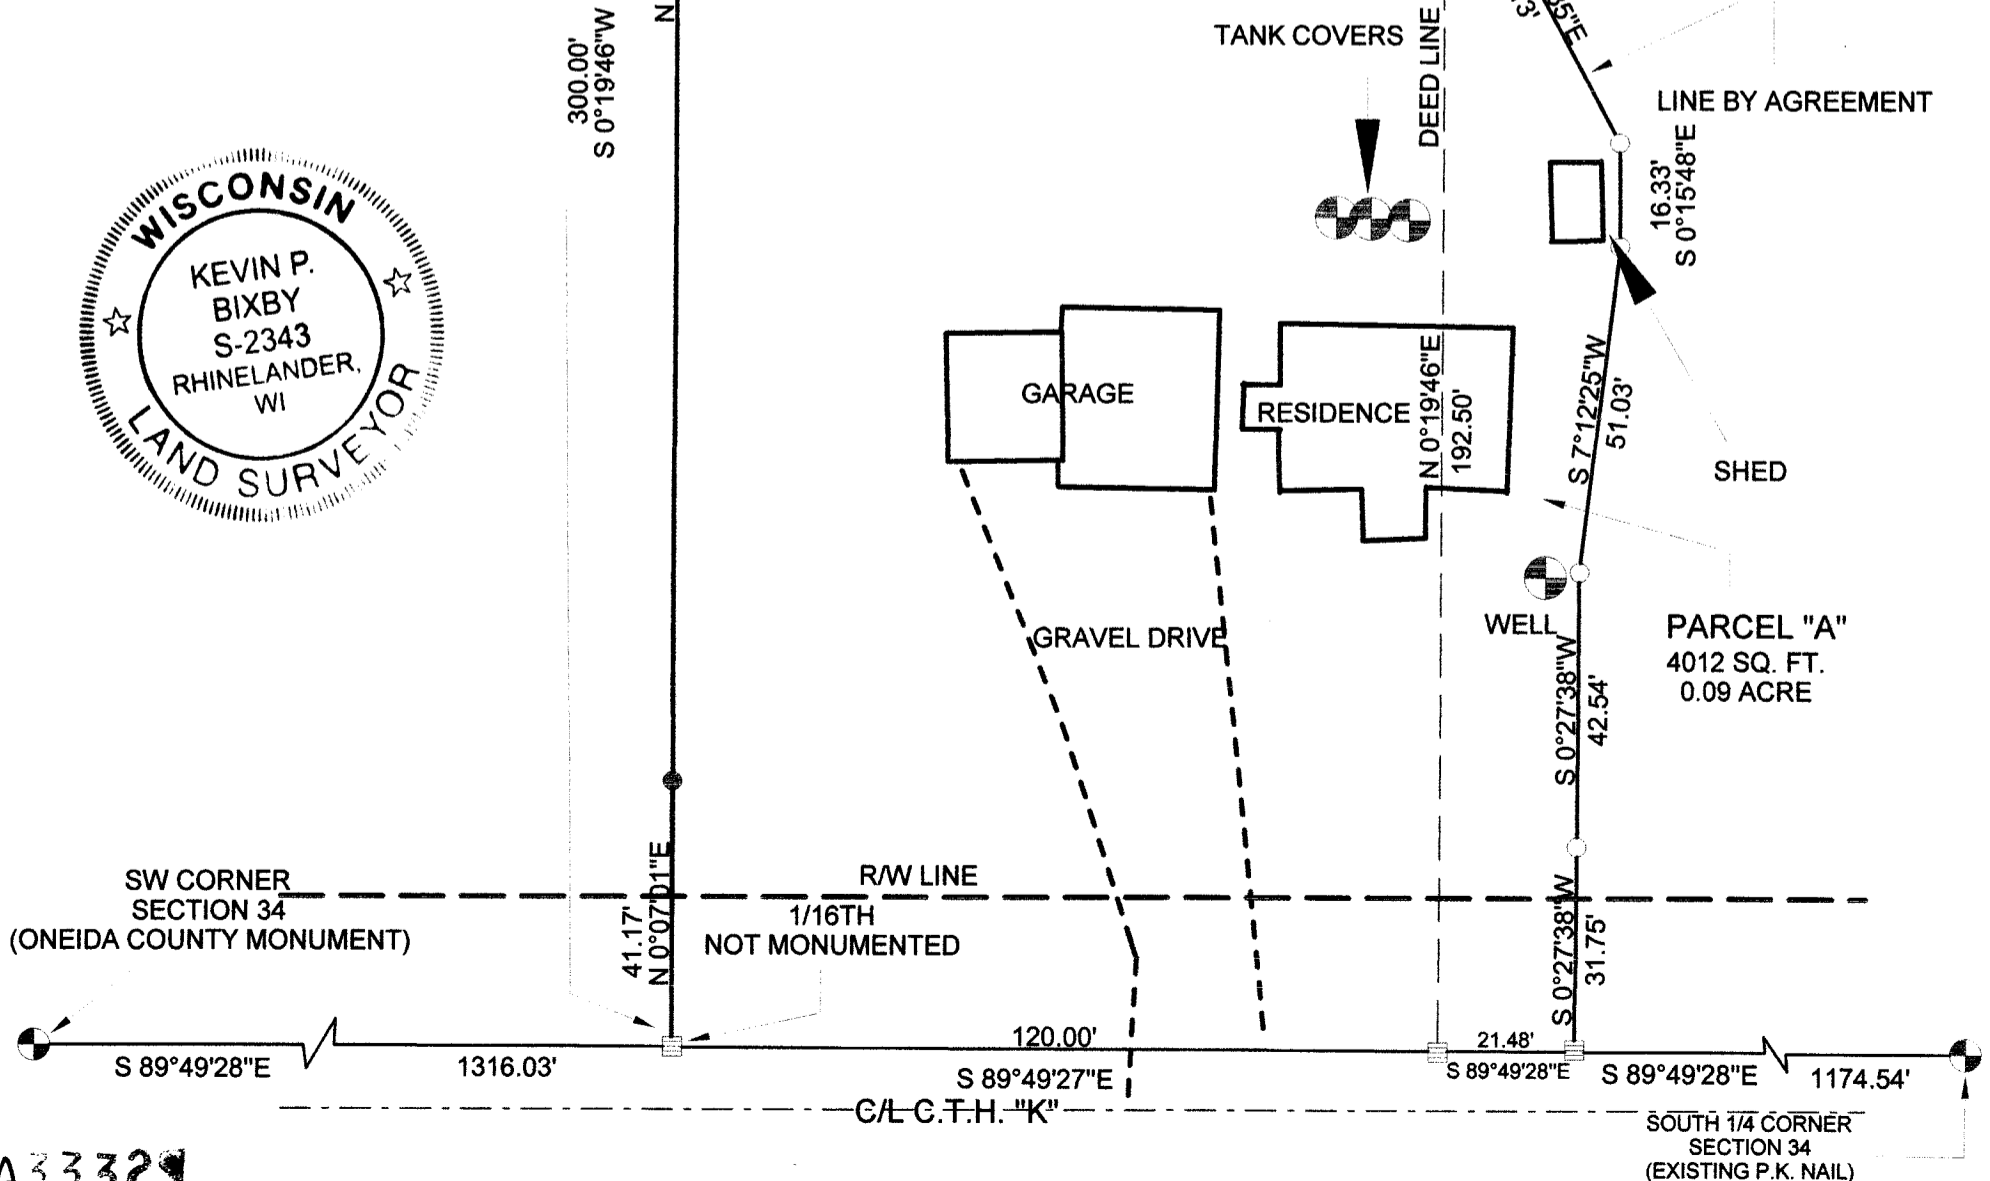 300.00'
S 0°19'46"W
N
TANK COVERS
DEED LINE
35"E
LINE BY AGREEMENT
16.33'
S 0°15'48"E
WISCONSIN
KEVIN P.
BIXBY
S-2343
RHINELANDER,
WI
LAND SURVEYOR
GARAGE
RESIDENCE
N 0°19'46"E
192.50'
S 7°12'25"W
51.03'
SHED
GRAVEL DRIVE
WELL
PARCEL "A"
4012 SQ. FT.
0.09 ACRE
S 0°27'38"W
42.54'
SW CORNER
SECTION 34
(ONEIDA COUNTY MONUMENT)
R/W LINE
41.17'
N 0°07'01"E
1/16TH
NOT MONUMENTED
S 0°27'38"W
31.75'
S 89°49'28"E
1316.03'
120.00'
S 89°49'27"E
21.48'
S 89°49'28"E
S 89°49'28"E
1174.54'
C/L C.T.H. "K"
SOUTH 1/4 CORNER
SECTION 34
(EXISTING P.K. NAIL)